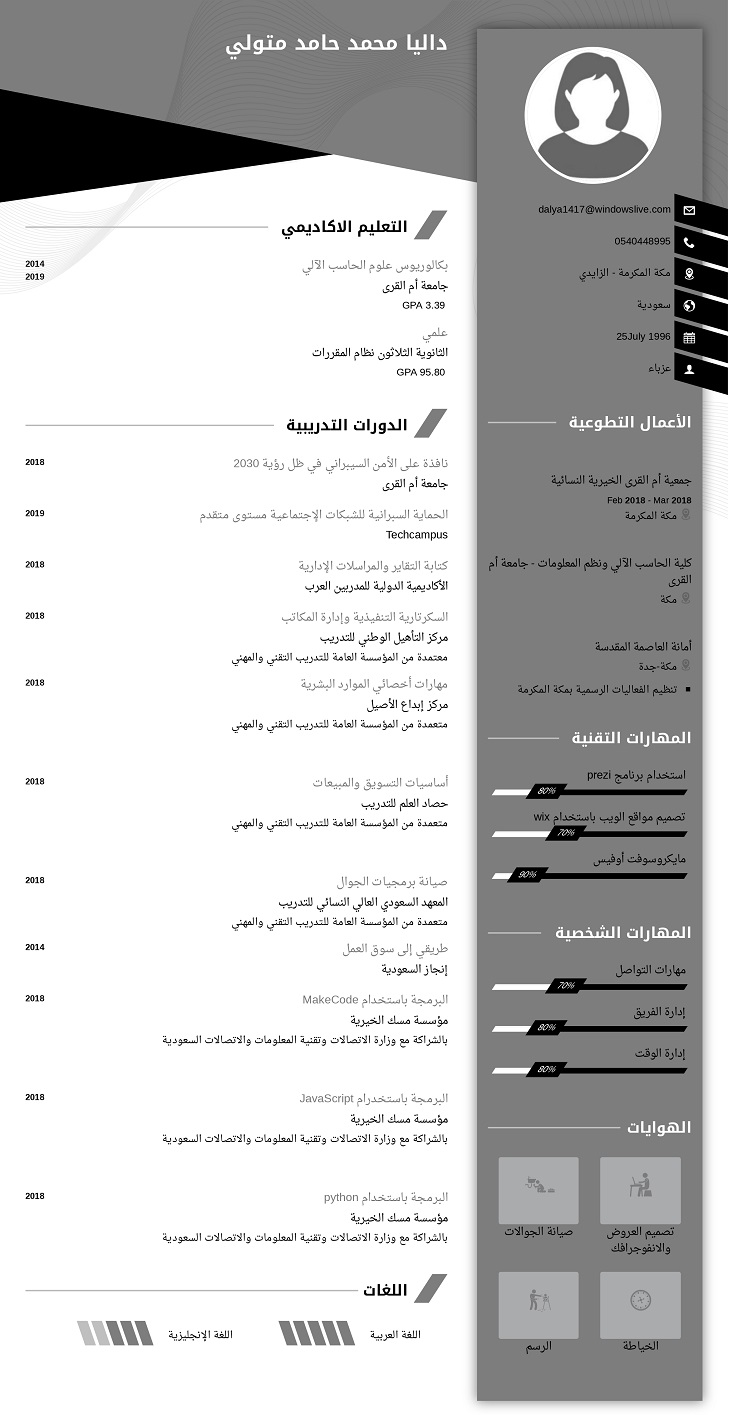 داليا محمد حامد متولي
dalya1417@windowslive.com
0540448995
مكة المكرمة - الزايدي
سعودية
25July 1996
عزباء
الأعمال التطوعية
جمعية أم القرى الخيرية النسائية
Feb 2018 - Mar 2018
مكة المكرمة
كلية الحاسب الآلي ونظم المعلومات - جامعة أم
القرى
مكة
أمانة العاصمة المقدسة
مكة-جدة
▪ تنظيم الفعاليات الرسمية بمكة المكرمة
المهارات التقنية
استخدام برنامج prezi
80%
تصميم مواقع الويب باستخدام wix
70%
مايكروسوفت أوفيس
90%
المهارات الشخصية
مهارات التواصل
70%
إدارة الفريق
80%
إدارة الوقت
80%
الهوايات
تصميم العروض
والانفوجرافك
صيانة الجوالات
الخياطة
الرسم
التعليم الاكاديمي
بكالوريوس علوم الحاسب الآلي
2014
2019
جامعة أم القرى
GPA 3.39
علمي
الثانوية الثلاثون نظام المقررات
GPA 95.80
الدورات التدريبية
نافذة على الأمن السيبراني في ظل رؤية 2030
2018
جامعة أم القرى
الحماية السبرانية للشبكات الإجتماعية مستوى متقدم
2019
Techcampus
كتابة التقاير والمراسلات الإدارية
2018
الأكاديمية الدولية للمدربين العرب
السكرتارية التنفيذية وإدارة المكاتب
2018
مركز التأهيل الوطني للتدريب
معتمدة من المؤسسة العامة للتدريب التقني والمهني
مهارات أخصائي الموارد البشرية
2018
مركز إبداع الأصيل
متعمدة من المؤسسة العامة للتدريب التقني والمهني
أساسيات التسويق والمبيعات
2018
حصاد العلم للتدريب
متعمدة من المؤسسة العامة للتدريب التقني والمهني
صيانة برمجيات الجوال
2018
المعهد السعودي العالي النسائي للتدريب
متعمدة من المؤسسة العامة للتدريب التقني والمهني
طريقي إلى سوق العمل
2014
إنجاز السعودية
البرمجة باستخدام MakeCode
2018
مؤسسة مسك الخيرية
بالشراكة مع وزارة الاتصالات وتقنية المعلومات والاتصالات السعودية
البرمجة باستخدرام JavaScript
2018
مؤسسة مسك الخيرية
بالشراكة مع وزارة الاتصالات وتقنية المعلومات والاتصالات السعودية
البرمجة باستخدام python
2018
مؤسسة مسك الخيرية
بالشراكة مع وزارة الاتصالات وتقنية المعلومات والاتصالات السعودية
اللغات
اللغة العربية
اللغة الإنجليزية